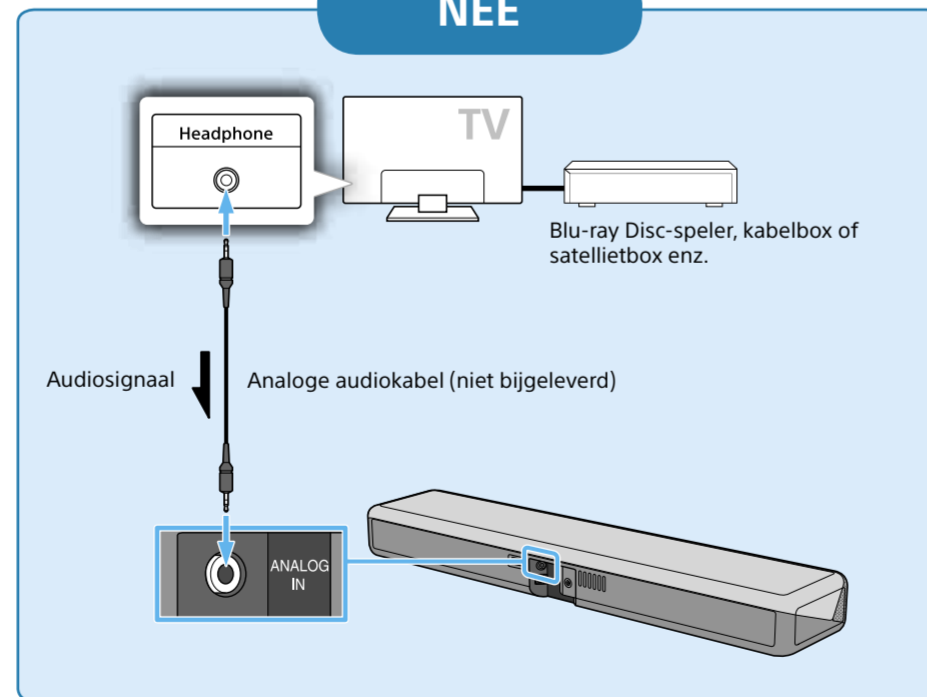 NEE
Headphone
TV
Blu-ray Disc-speler, kabelbox of
satellietbox enz.
Audiosignaal
Analoge audiokabel (niet bijgeleverd)
ANALOG
IN